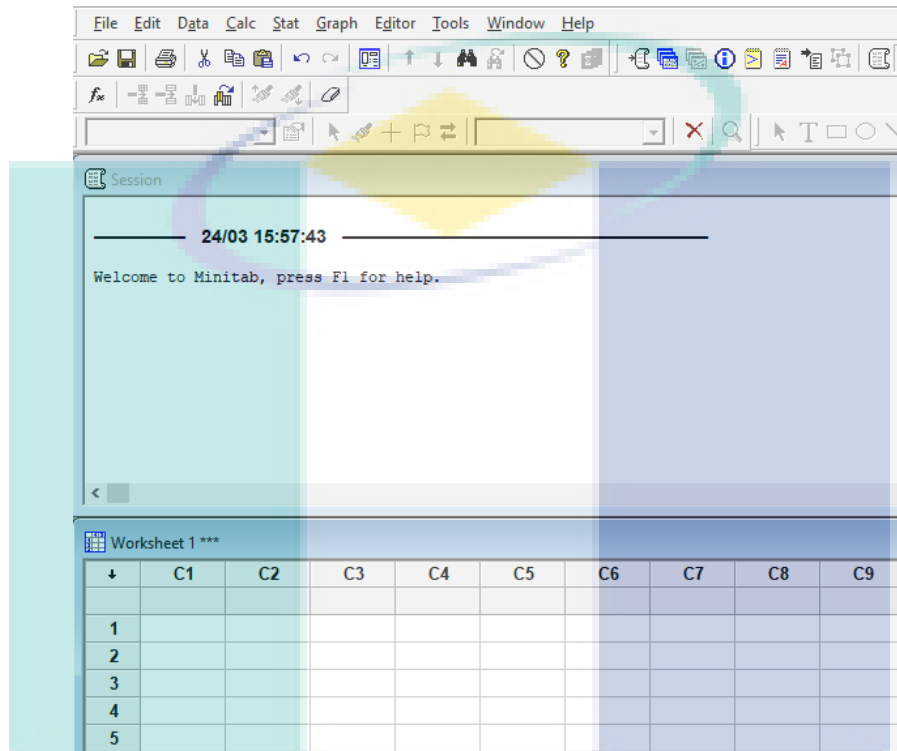 File Edit Data Calc Stat Graph Editor Tools Window Help
Session
24/03 15:57:43
Welcome to Minitab, press F1 for help.
Worksheet 1 ***
C1 C2 C3 C4 C5 C6 C7 C8 C9
1
2
3
4
5